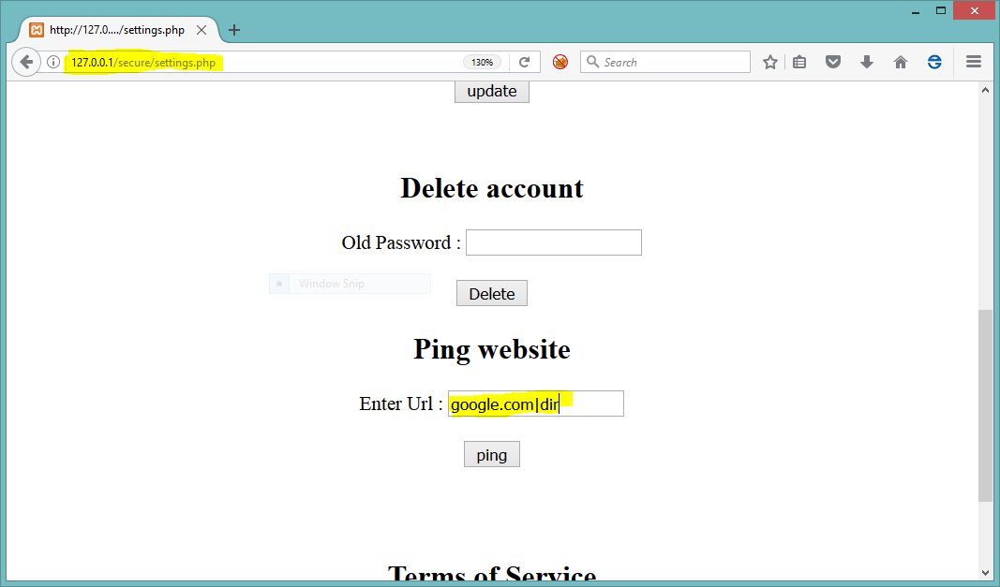 http://127.0..../settings.php
127.0.0.1/secure/settings.php
130%
Search
update
Delete account
Old Password :
Window Snip
Delete
Ping website
Enter Url : google.com|dir
ping
Terms of Service